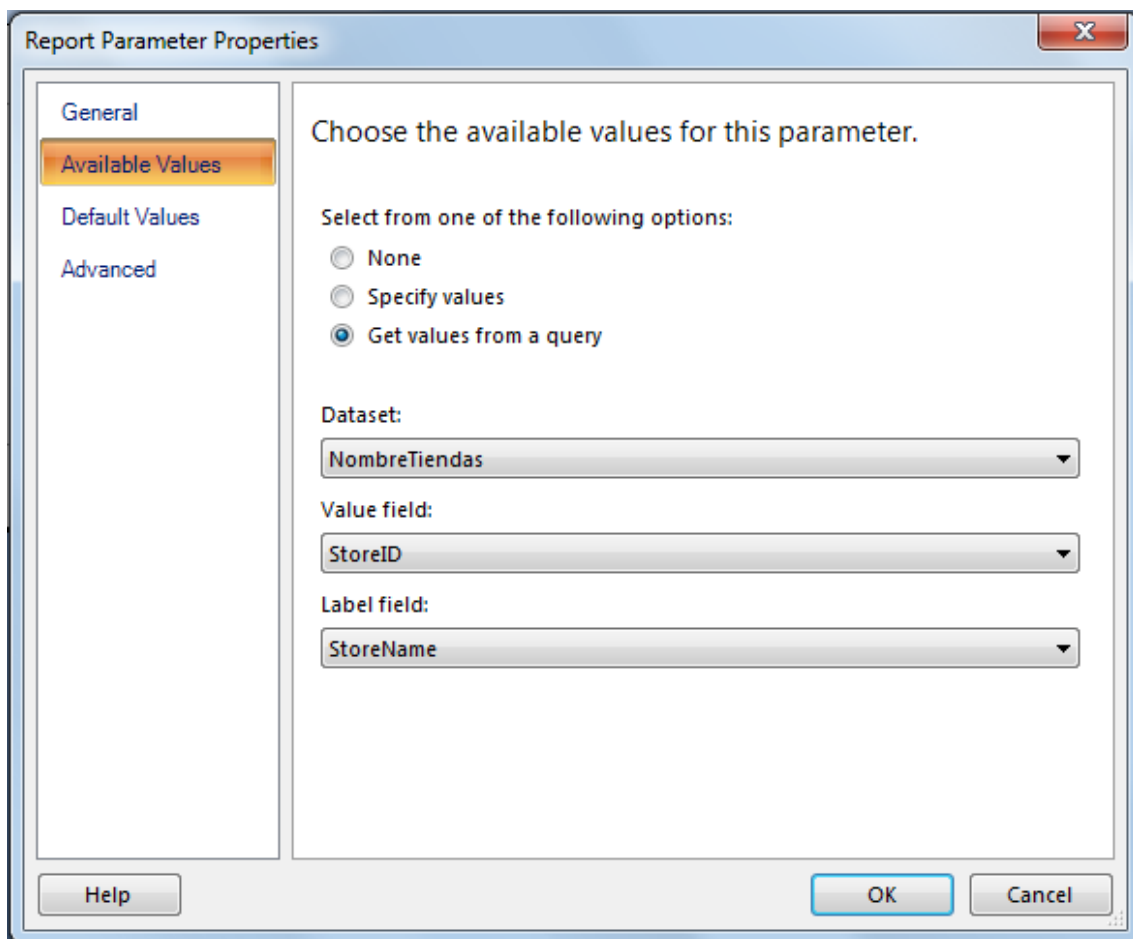 Report Parameter Properties
General
Available Values
Default Values
Advanced
Choose the available values for this parameter.
Select from one of the following options:
None
Specify values
Get values from a query
Dataset:
NombreTiendas
Value field:
StoreID
Label field:
StoreName
Help
OK
Cancel